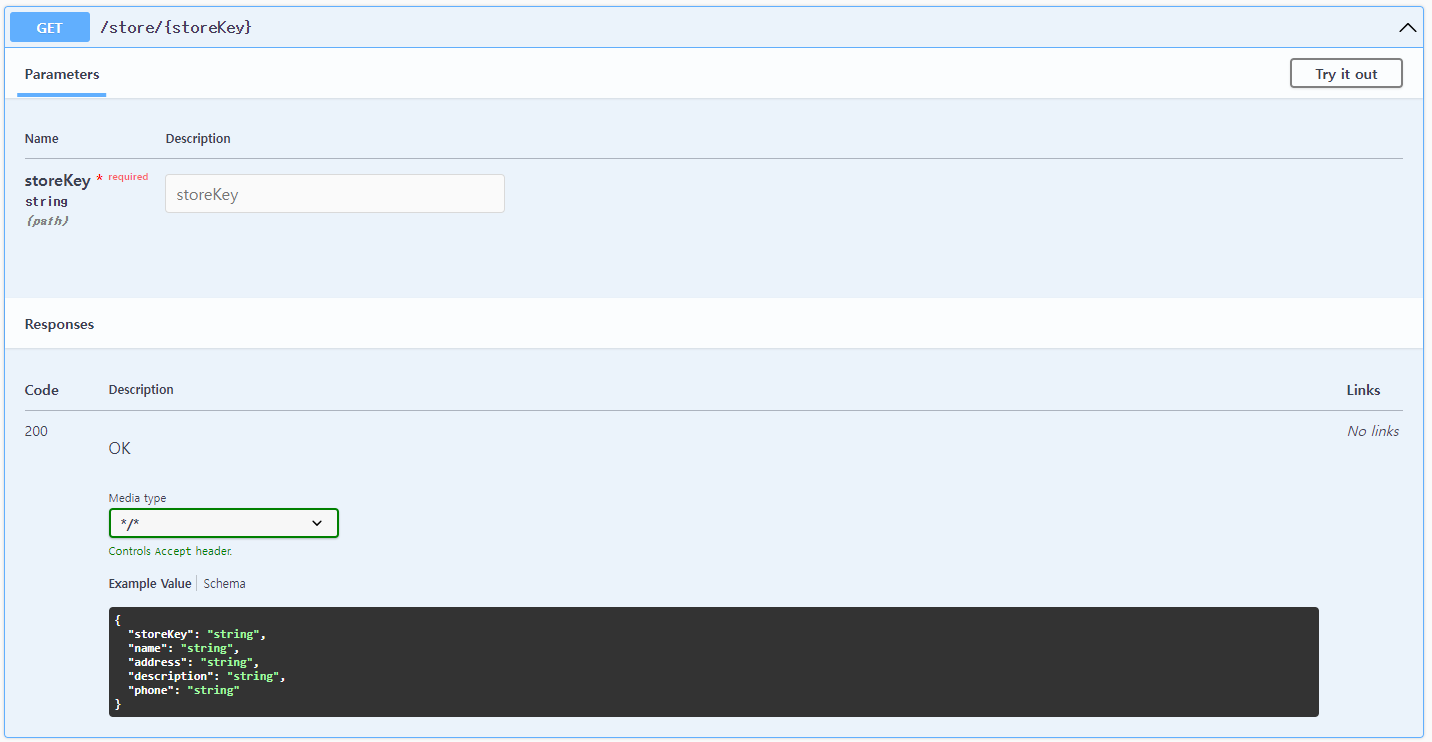 GET /store/{storeKey}
Parameters
Try it out
Name Description
storeKey * required
string
(path)
storeKey
Responses
Code Description Links
200
OK
No links
Media type
*/*
Controls Accept header.
Example Value Schema
{
  "storeKey": "string",
  "name": "string",
  "address": "string",
  "description": "string",
  "phone": "string"
}